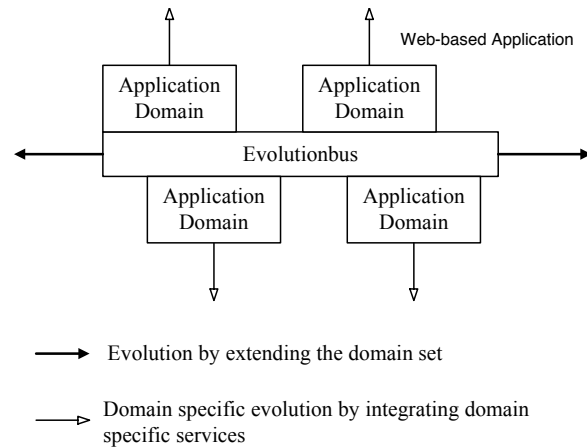 Web-based Application
Application
Domain
Application
Domain
Evolutionbus
Application
Domain
Application
Domain
Evolution by extending the domain set
Domain specific evolution by integrating domain
specific services